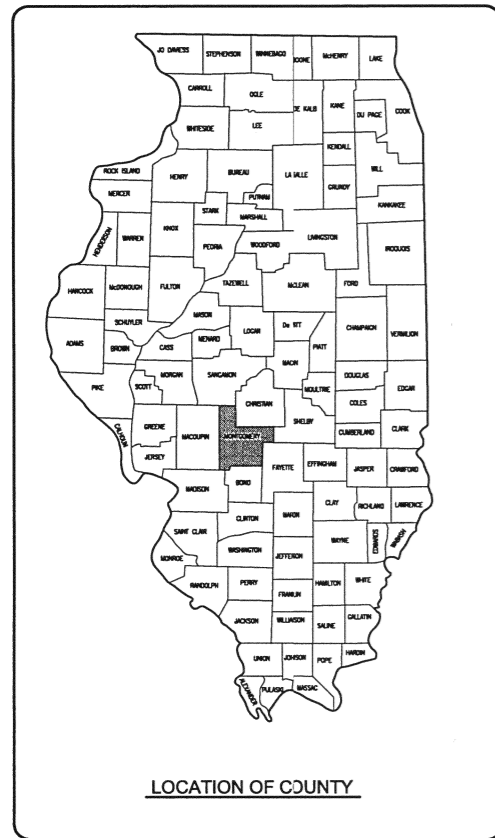 JO DAVIESS STEPHENSON WINNEBAGO BOONE McHENRY LAKE
CARROLL OGLE DE KALB KANE COOK
DU PAGE
WHITESIDE LEE
KENDALL WILL
ROCK ISLAND HENRY BUREAU LA SALLE GRUNDY
MERCER PUTNAM KANKAKEE
STARK MARSHALL LIVINGSTON
HENDERSON WARREN KNOX PEORIA WOODFORD IROQUOIS
HANCOCK McDONOUGH FULTON TAZEWELL McLEAN FORD
MASON
SCHUYLER LOGAN De WITT CHAMPAIGN VERMILION
ADAMS BROWN CASS MENARD PIATT
MACON
PIKE SCOTT MORGAN SANGAMON MOULTRIE DOUGLAS EDGAR
CHRISTIAN COLES
CALHOUN GREENE MACOUPIN MONTGOMERY SHELBY CUMBERLAND CLARK
JERSEY FAYETTE EFFINGHAM JASPER CRAWFORD
MADISON BOND
CLAY RICHLAND LAWRENCE
CLINTON MARION
SAINT CLAIR WAYNE EDWARDS WABASH
MONROE WASHINGTON JEFFERSON
RANDOLPH PERRY HAMILTON WHITE
FRANLIN
JACKSON WILLIAISON SALINE GALLATIN
UNION JOHISON POPE HARDIN
ALEXANDER PULASKI MASSAC
LOCATION OF COUNTY